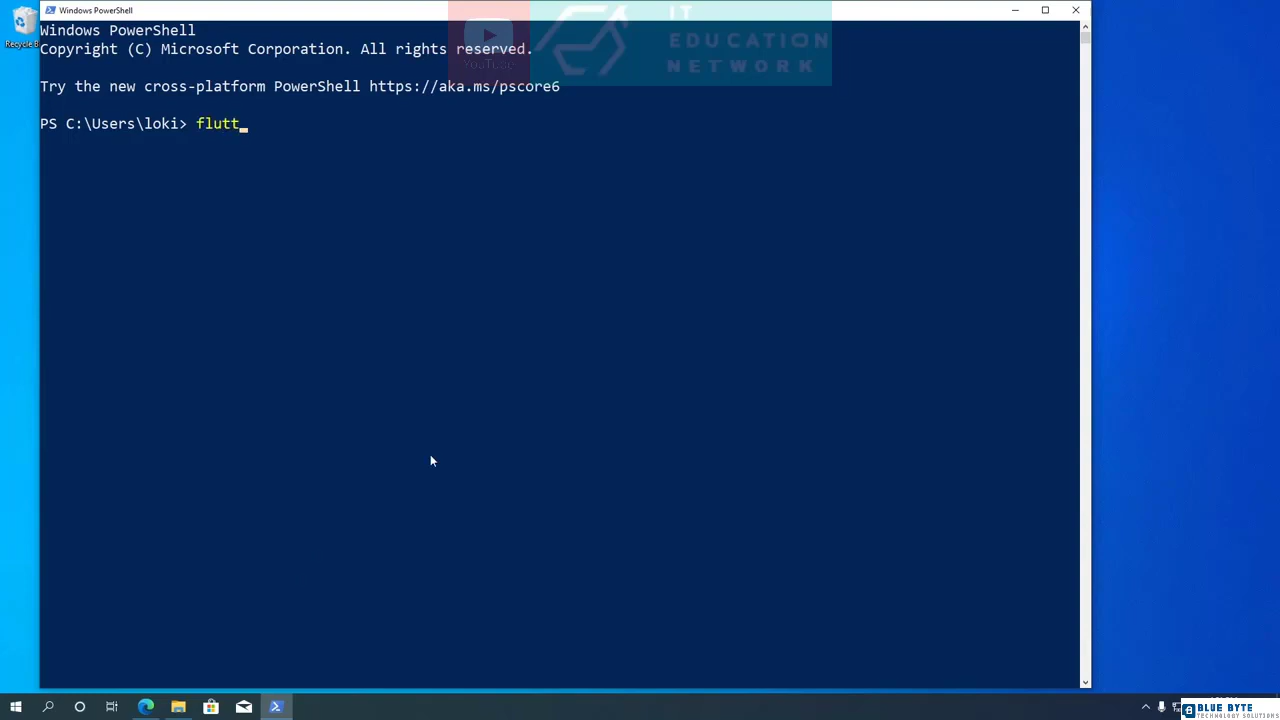 Windows PowerShell
IT
EDUCATION
NETWORK
YouTube
Recycle B
Windows PowerShell
Copyright (C) Microsoft Corporation. All rights reserved.
Try the new cross-platform PowerShell https://aka.ms/pscore6
PS C:\Users\loki> flutt
BLUE BYTE
TECHNOLOGY SOLUTIONS